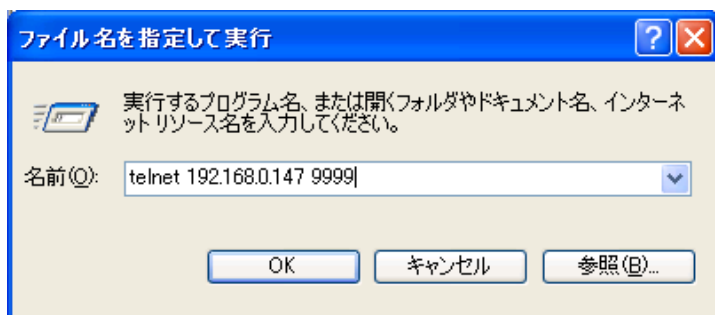 ファイル名を指定して実行
実行するプログラム名、または開くフォルダやドキュメント名、インターネ
ット リソース名を入力してください。
名前(O):
telnet 192.168.0.147 9999
OK
キャンセル
参照(B)...